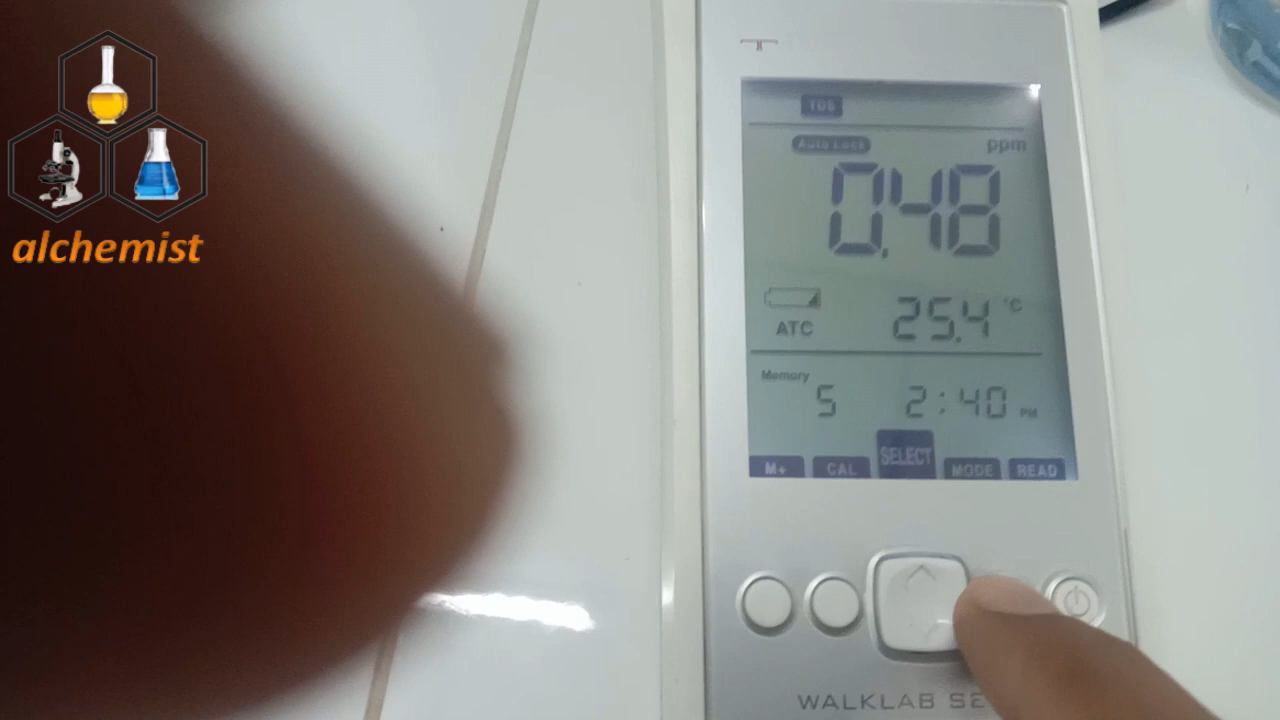 alchemist
TDS
Auto Lock
ppm
0.48
25.4 °C
ATC
Memory
5
2:40 PM
M+
CAL
SELECT
MODE
READ
WALKLAB